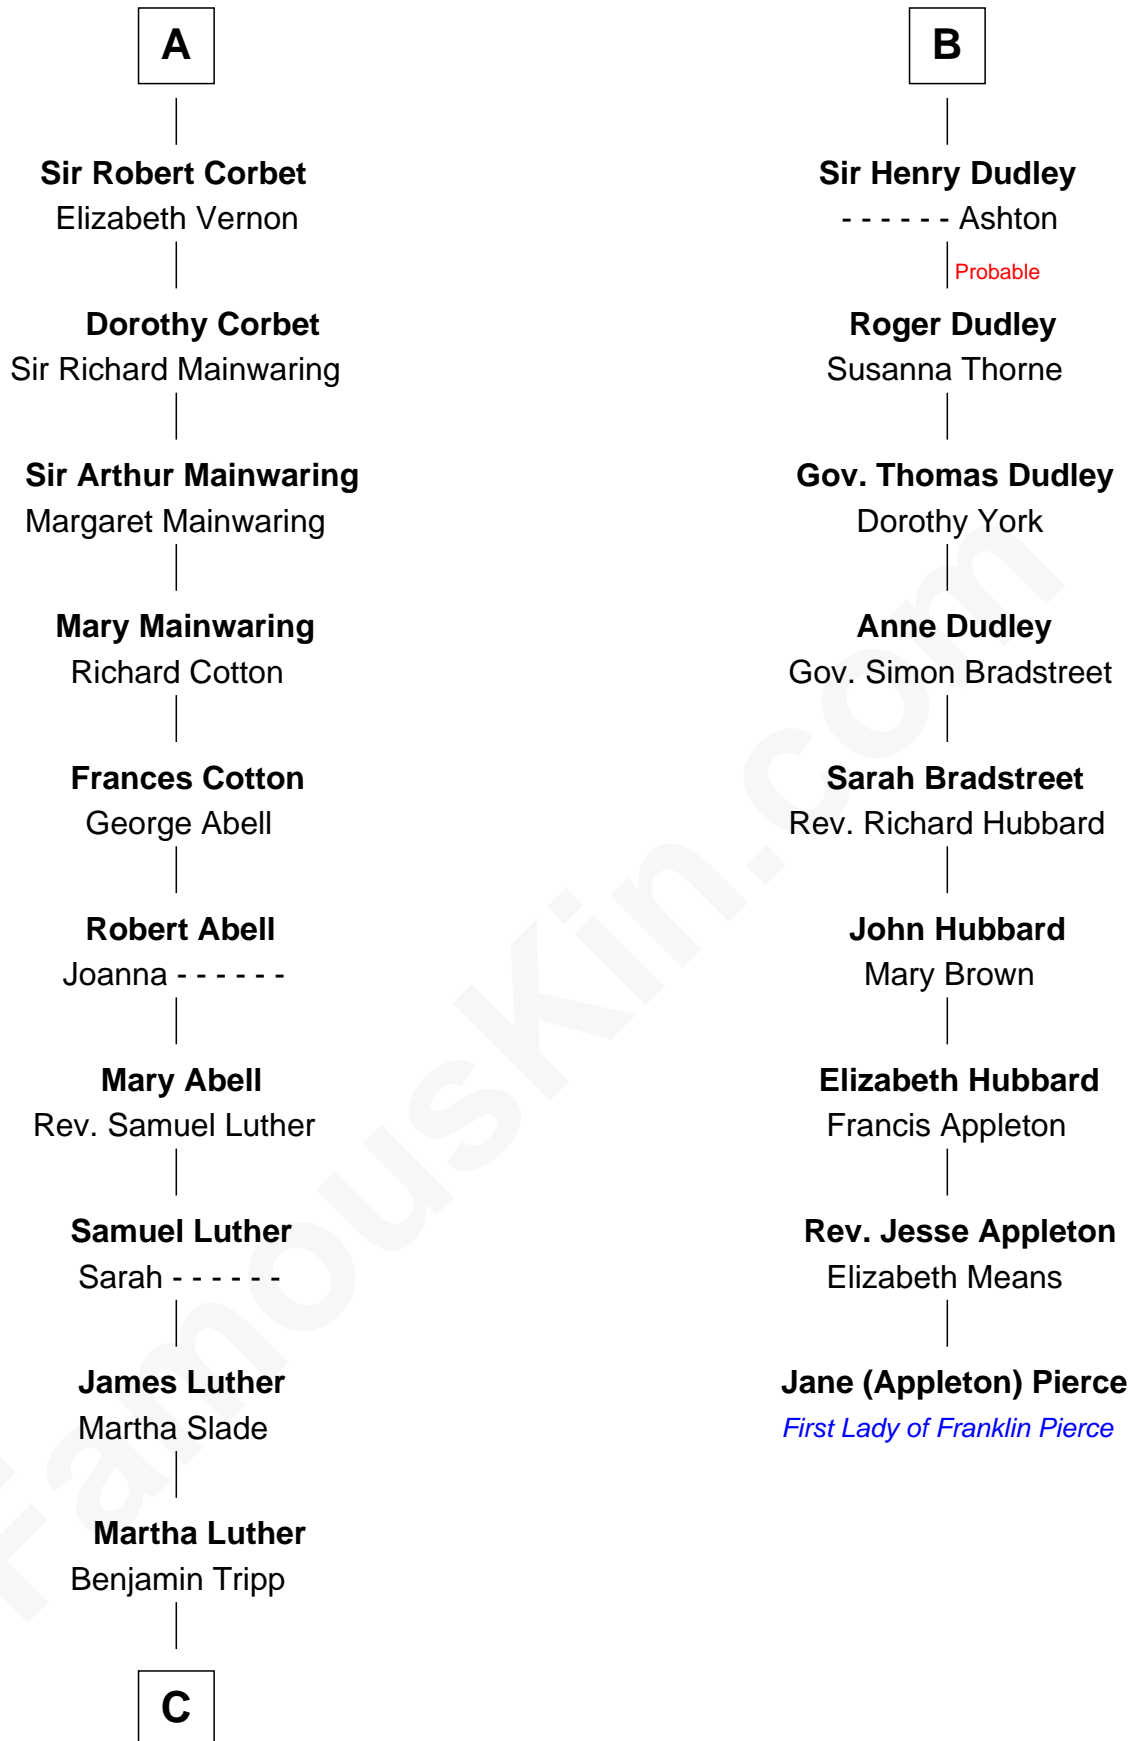 A
Sir Robert Corbet
Elizabeth Vernon
Dorothy Corbet
Sir Richard Mainwaring
Sir Arthur Mainwaring
Margaret Mainwaring
Mary Mainwaring
Richard Cotton
Frances Cotton
George Abell
Robert Abell
Joanna - - - - - -
Mary Abell
Rev. Samuel Luther
Samuel Luther
Sarah - - - - - -
James Luther
Martha Slade
Martha Luther
Benjamin Tripp
C
B
Sir Henry Dudley
- - - - - - Ashton
Probable
Roger Dudley
Susanna Thorne
Gov. Thomas Dudley
Dorothy York
Anne Dudley
Gov. Simon Bradstreet
Sarah Bradstreet
Rev. Richard Hubbard
John Hubbard
Mary Brown
Elizabeth Hubbard
Francis Appleton
Rev. Jesse Appleton
Elizabeth Means
Jane (Appleton) Pierce
First Lady of Franklin Pierce
FamousKin.com